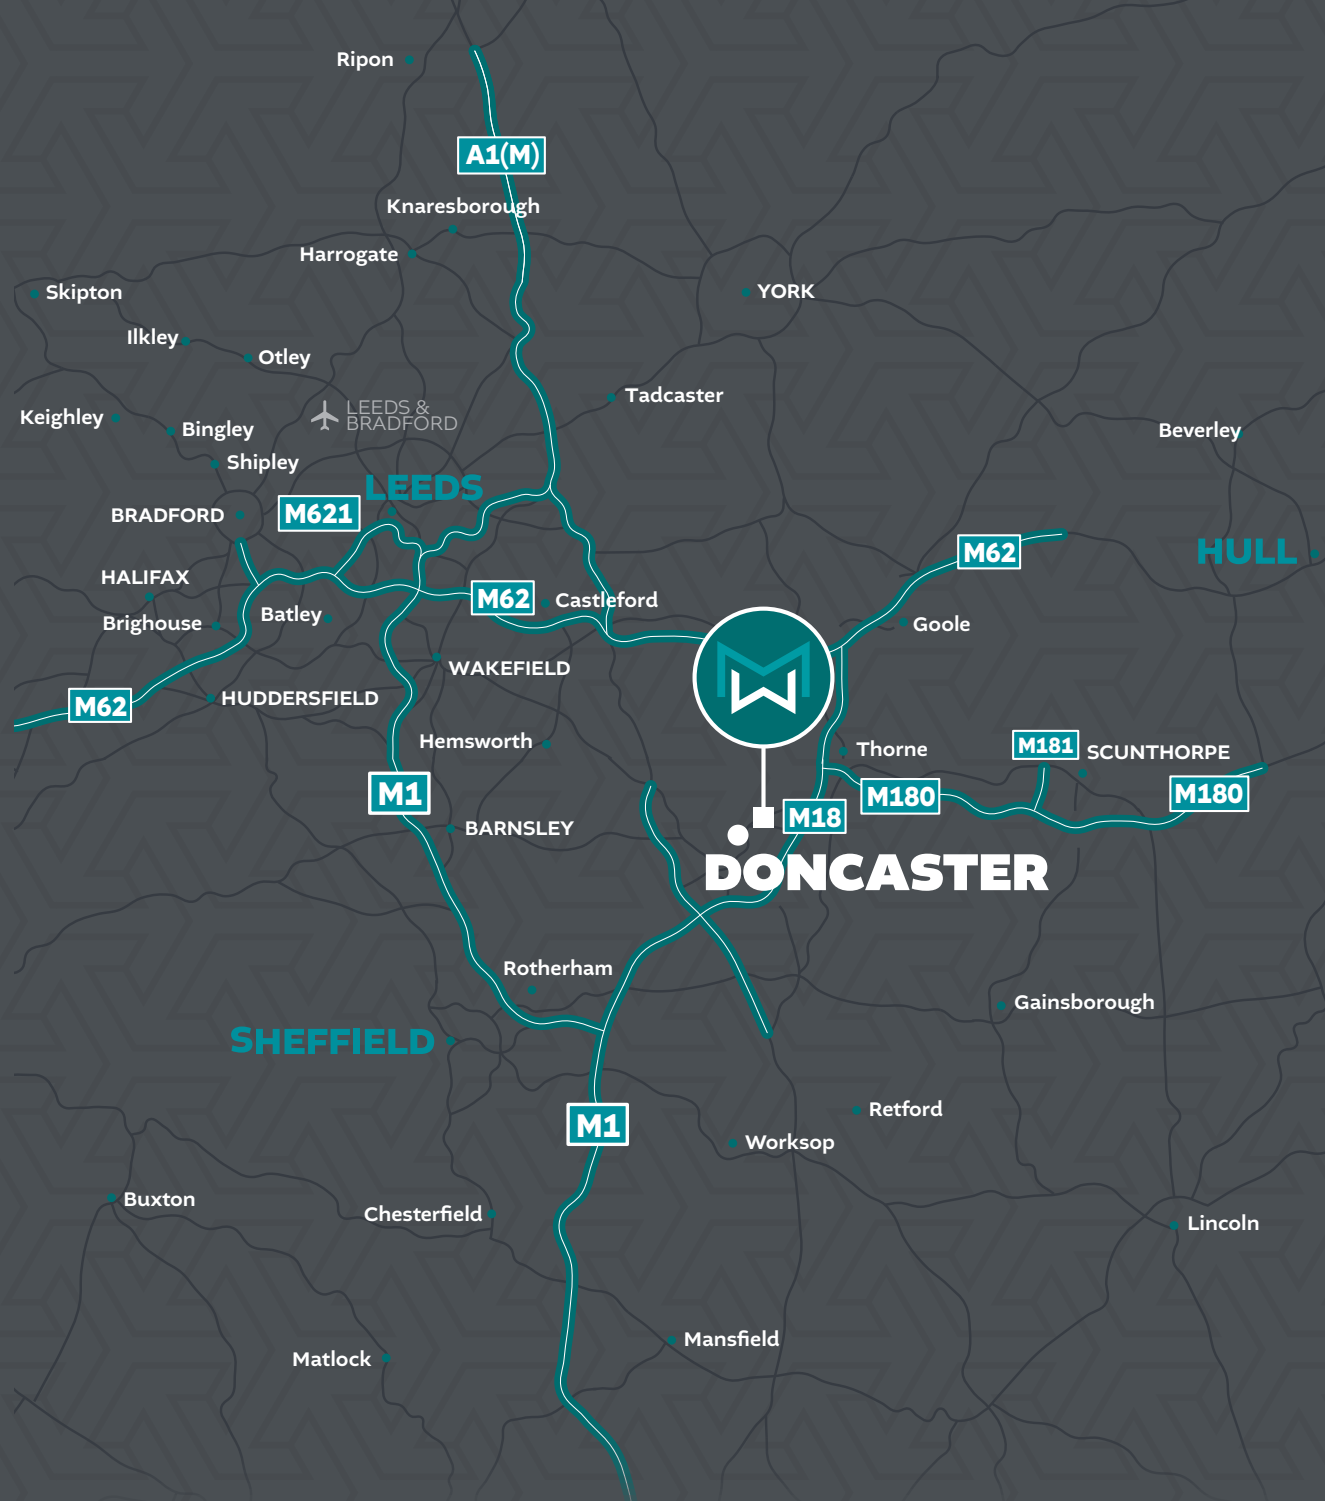 Ripon
A1(M)
Knaresborough
Harrogate
Skipton
YORK
Ilkley
Otley
Tadcaster
LEEDS &
BRADFORD
Keighley
Bingley
Beverley
Shipley
LEEDS
BRADFORD
M621
M62
HULL
HALIFAX
M62
Castleford
Batley
Brighouse
Goole
WAKEFIELD
HUDDERSFIELD
M62
Hemsworth
Thorne
M181
SCUNTHORPE
M1
M180
M180
M18
BARNSLEY
DONCASTER
Rotherham
Gainsborough
SHEFFIELD
Retford
M1
Worksop
Buxton
Chesterfield
Lincoln
Mansfield
Matlock